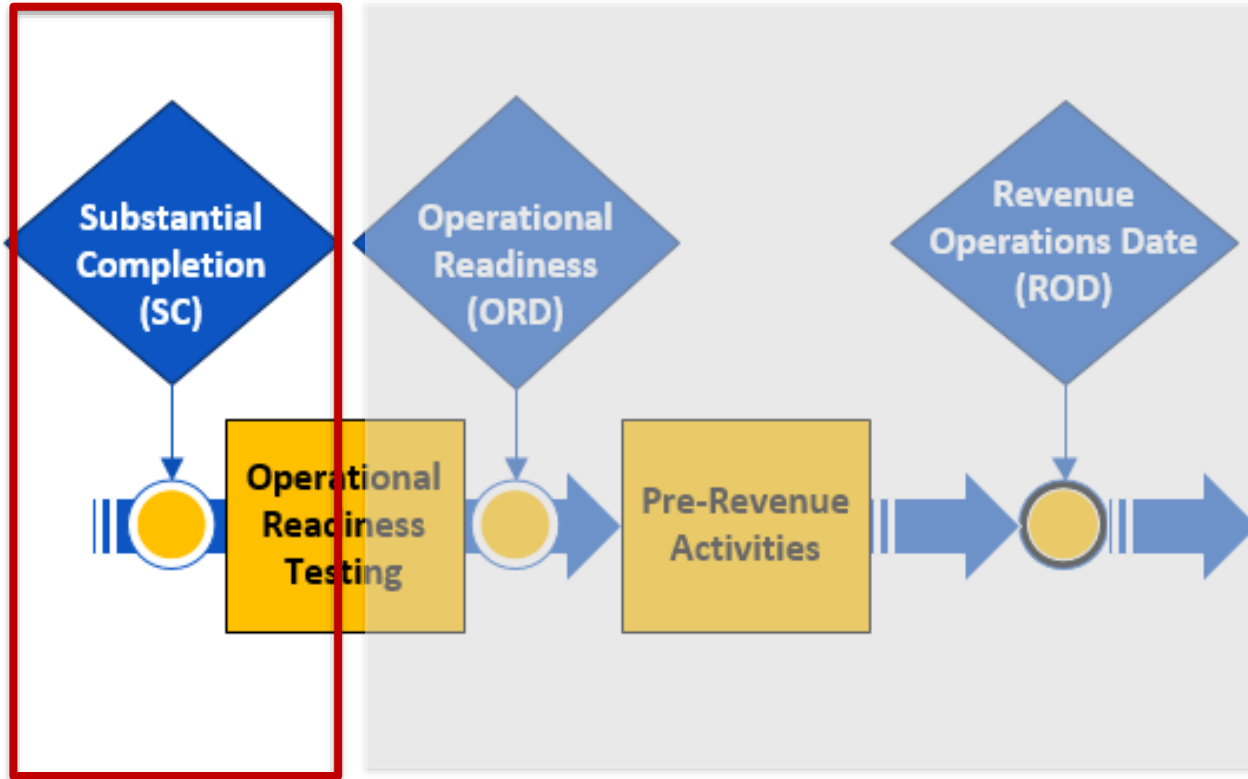 Substantial
Completion
(SC)
Operational
Readiness
(ORD)
Revenue
Operations Date
(ROD)
Operational
Readiness
Testing
Pre-Revenue
Activities